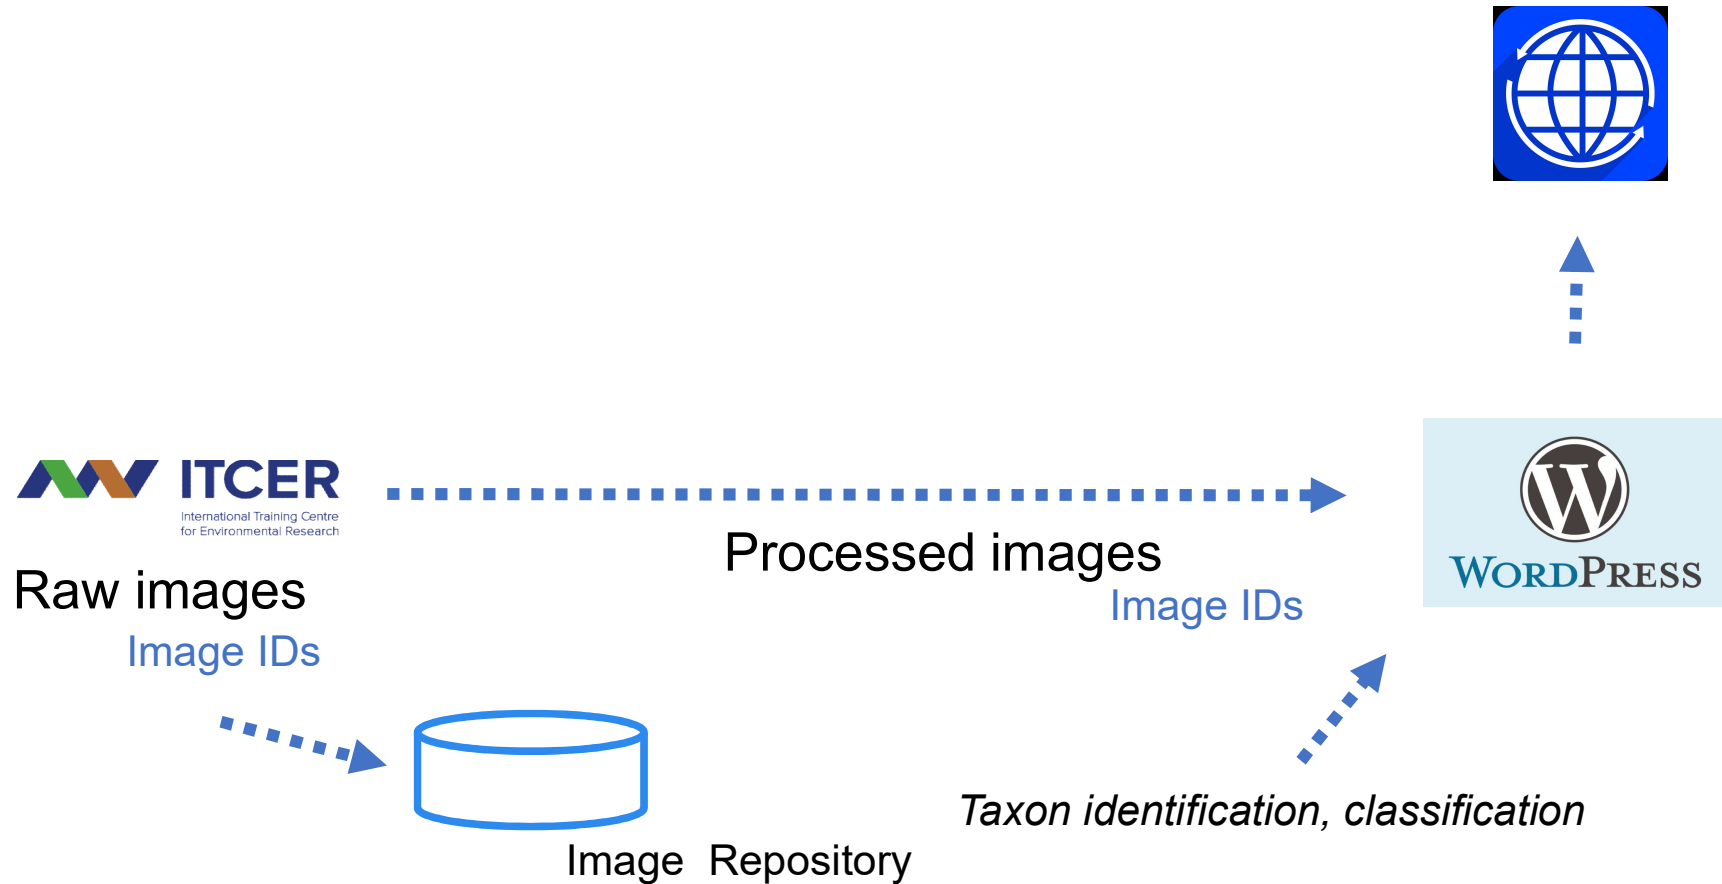 ITCER
International Training Centre
for Environmental Research
Raw images
Image IDs
Processed images
Image IDs
W
WORDPRESS
Taxon identification, classification
Image Repository